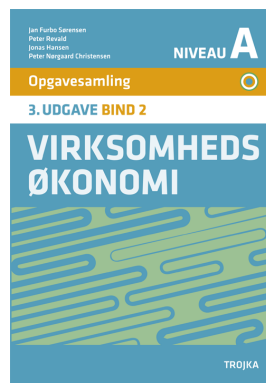 Jan Furbo Sørensen
Peter Revald
Jonas Hansen
Peter Nørgaard Christensen
NIVEAU A
Opgavesamling
3. UDGAVE BIND 2
VIRKSOMHEDS
ØKONOMI
TROJKA